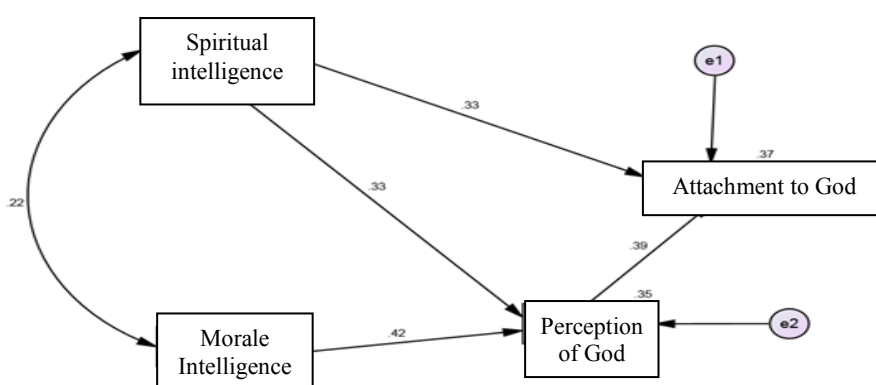 Spiritual
intelligence
e1
.33
.37
Attachment to God
.33
.22
.39
.35
Perception
of God
e2
.42
Morale
Intelligence